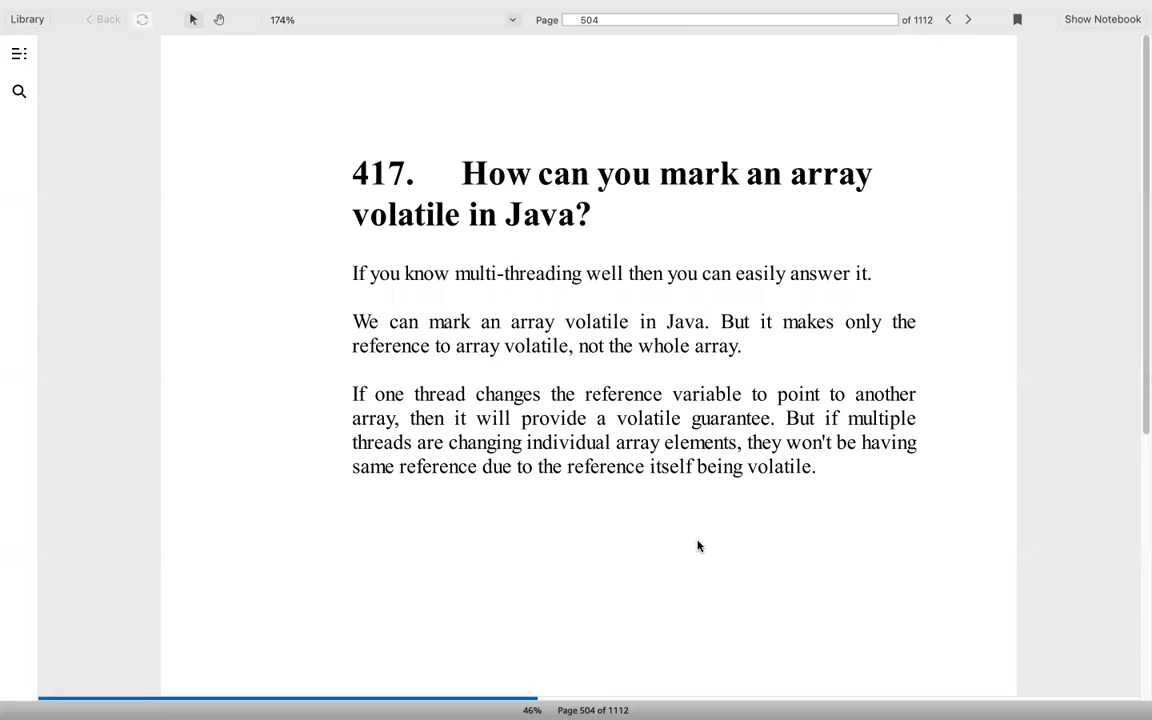 Library
Back
174%
Page 504 of 1112
Show Notebook
417. How can you mark an array
volatile in Java?
If you know multi-threading well then you can easily answer it.
We can mark an array volatile in Java. But it makes only the
reference to array volatile, not the whole array.
If one thread changes the reference variable to point to another
array, then it will provide a volatile guarantee. But if multiple
threads are changing individual array elements, they won't be having
same reference due to the reference itself being volatile.
46% Page 504 of 1112